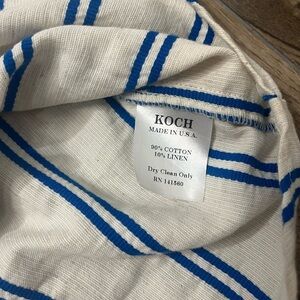 KOCH
MADE IN U.S.A.
90% COTTON
10% LINEN
Dry Clean Only
RN 141560